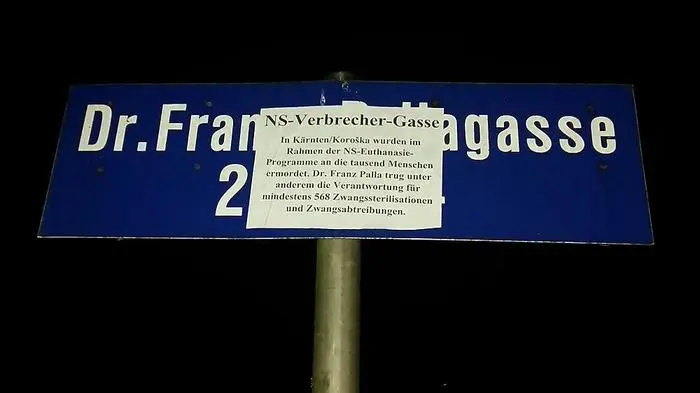 Dr. Fran agasse
2
NS-Verbrecher-Gasse
In Kärnten/Koroška wurden im
Rahmen der NS-Euthanasie-
Programme an die tausend Menschen
ermordet. Dr. Franz Palla trug unter
anderem die Verantwortung für
mindestens 568 Zwangssterilisationen
und Zwangsabtreibungen.